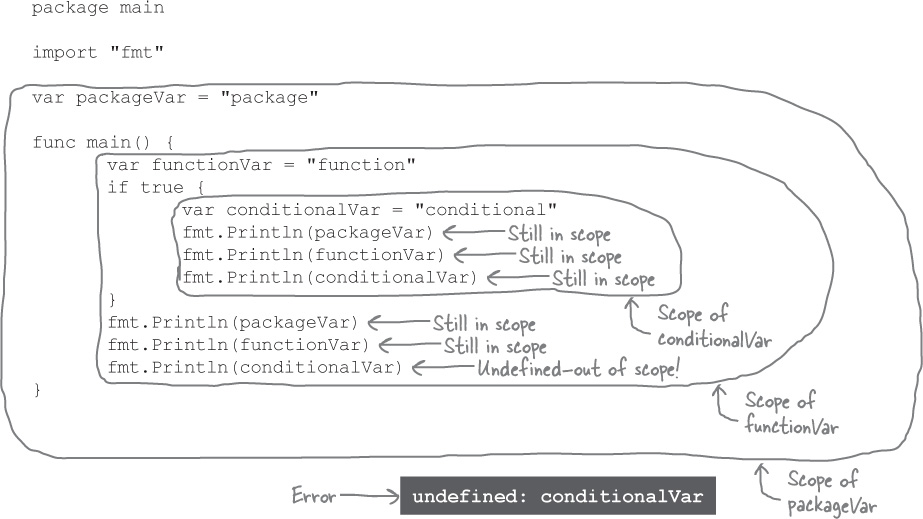 package main
import "fmt"
var packageVar = "package"
func main() {
var functionVar = "function"
if true {
var conditionalVar = "conditional"
fmt.Println(packageVar) Still in scope
fmt.Println(functionVar) Still in scope
fmt.Println(conditionalVar) Still in scope
}
Scope of
conditionalVar
fmt.Println(packageVar) Still in scope
fmt.Println(functionVar) Still in scope
fmt.Println(conditionalVar) Undefined–out of scope!
}
Scope of
functionVar
Scope of
packageVar
Error undefined: conditionalVar